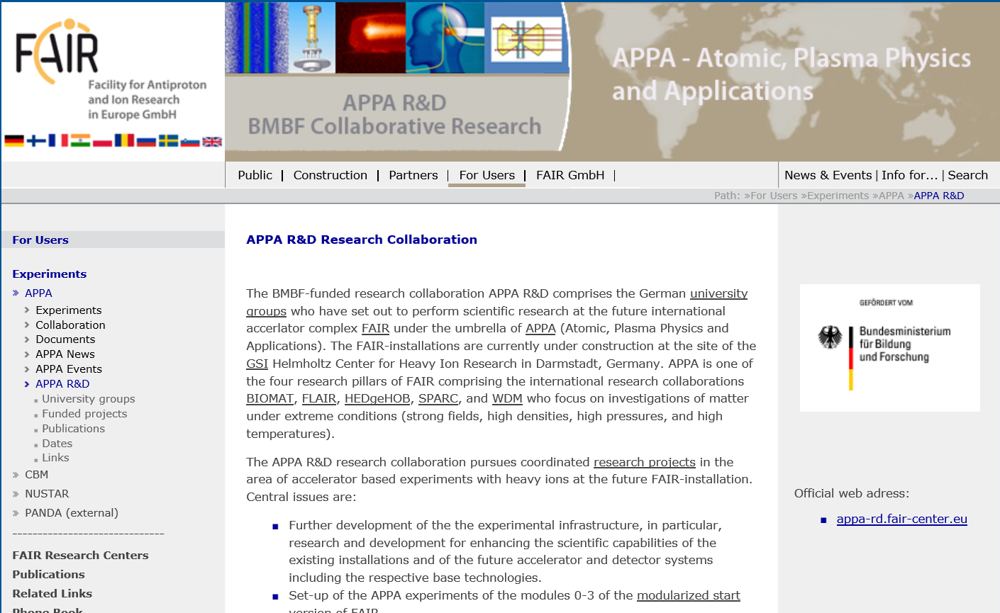 FAIR
Facility for Antiproton
and Ion Research
in Europe GmbH
APPA R&D
BMBF Collaborative Research
APPA - Atomic, Plasma Physics
and Applications
Public | Construction | Partners | For Users | FAIR GmbH |
News & Events | Info for... | Search
Path: »For Users »Experiments »APPA »APPA R&D
For Users
Experiments
APPA
Experiments
Collaboration
Documents
APPA News
APPA Events
APPA R&D
University groups
Funded projects
Publications
Dates
Links
CBM
NUSTAR
PANDA (external)
------------------------------
FAIR Research Centers
Publications
Related Links
Phone Book
APPA R&D Research Collaboration
The BMBF-funded research collaboration APPA R&D comprises the German university
groups who have set out to perform scientific research at the future international
accerlator complex FAIR under the umbrella of APPA (Atomic, Plasma Physics and
Applications). The FAIR-installations are currently under construction at the site of the
GSI Helmholtz Center for Heavy Ion Research in Darmstadt, Germany. APPA is one of
the four research pillars of FAIR comprising the international research collaborations
BIOMAT, FLAIR, HEDgeHOB, SPARC, and WDM who focus on investigations of matter
under extreme conditions (strong fields, high densities, high pressures, and high
temperatures).
The APPA R&D research collaboration pursues coordinated research projects in the
area of accelerator based experiments with heavy ions at the future FAIR-installation.
Central issues are:
Further development of the the experimental infrastructure, in particular,
research and development for enhancing the scientific capabilities of the
existing installations and of the future accelerator and detector systems
including the respective base technologies.
Set-up of the APPA experiments of the modules 0-3 of the modularized start
version of FAIR
GEFÖRDERT VOM
Bundesministerium
für Bildung
und Forschung
Official web adress:
appa-rd.fair-center.eu